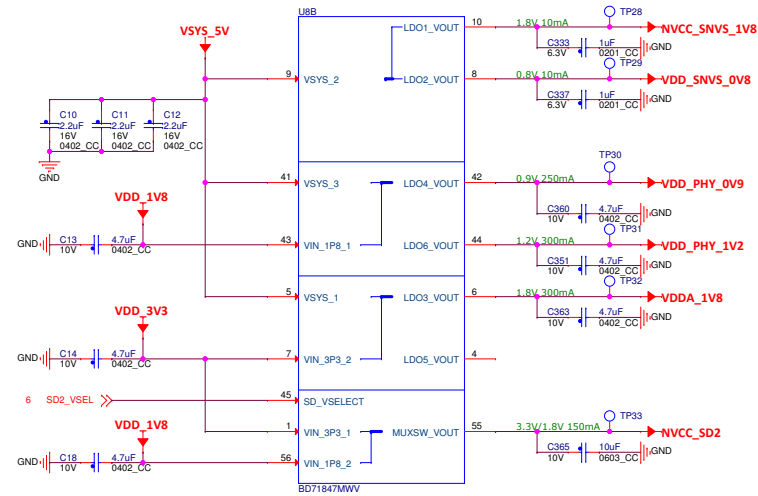 U8B
VSYS_5V
10
LDO1_VOUT
1.8V 10mA
TP28
NVCC_SNVS_1V8
C333
6.3V
1uF
0201_CC
GND
TP29
9
VSYS_2
8
LDO2_VOUT
0.8V 10mA
VDD_SNVS_0V8
C337
6.3V
1uF
0201_CC
GND
C10
2.2uF
16V
0402_CC
C11
2.2uF
16V
0402_CC
C12
2.2uF
16V
0402_CC
GND
TP30
41
VSYS_3
42
LDO4_VOUT
0.9V 250mA
VDD_PHY_0V9
VDD_1V8
C360
10V
4.7uF
0402_CC
GND
TP31
GND
C13
10V
4.7uF
0402_CC
43
VIN_1P8_1
44
LDO6_VOUT
1.2V 300mA
VDD_PHY_1V2
C351
10V
4.7uF
0402_CC
GND
TP32
5
VSYS_1
6
LDO3_VOUT
1.8V 300mA
VDDA_1V8
VDD_3V3
C363
10V
4.7uF
0402_CC
GND
GND
C14
10V
4.7uF
0402_CC
7
VIN_3P3_2
4
LDO5_VOUT
6
SD2_VSEL
45
SD_VSELECT
TP33
VDD_1V8
1
VIN_3P3_1
55
MUXSW_VOUT
3.3V/1.8V 150mA
NVCC_SD2
C365
10V
10uF
0603_CC
GND
GND
C18
10V
4.7uF
0402_CC
56
VIN_1P8_2
BD71847MWV